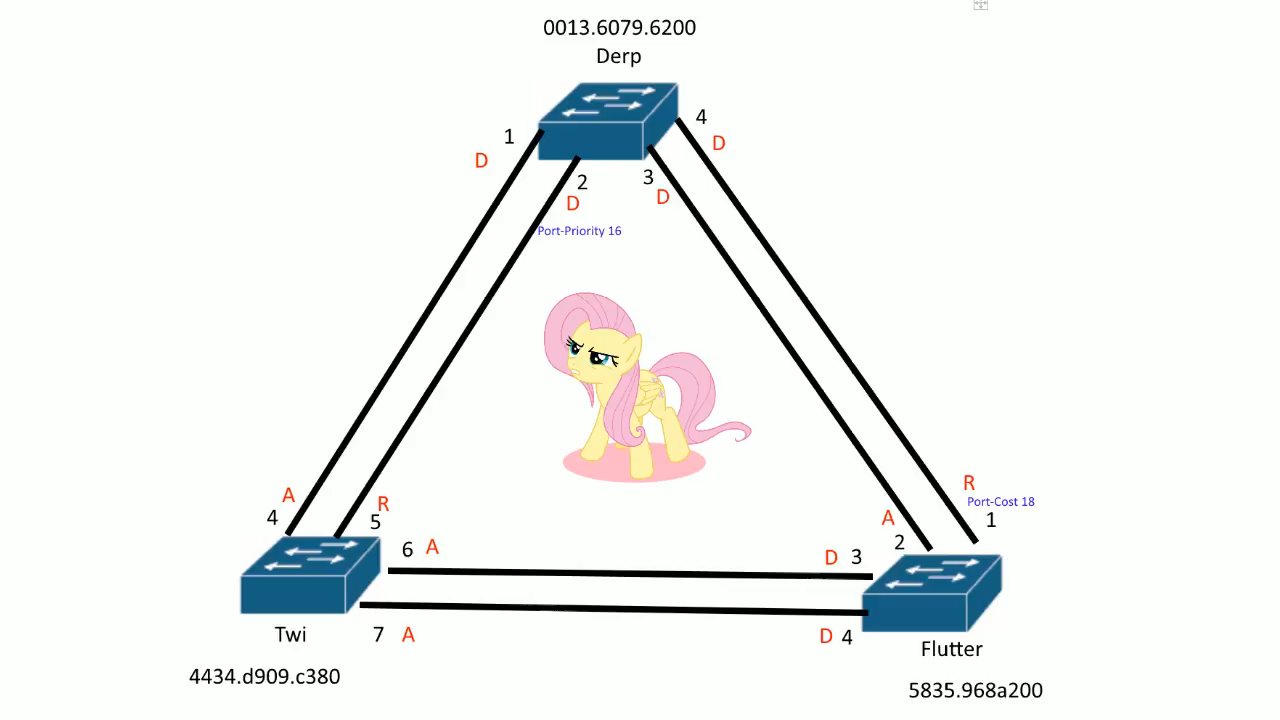 0013.6079.6200
Derp
1
D
2
D
Port-Priority 16
3
D
4
D
A
4
R
5
6 A
7 A
R
Port-Cost 18
1
A
2
D 3
D 4
Twi
4434.d909.c380
Flutter
5835.968a200